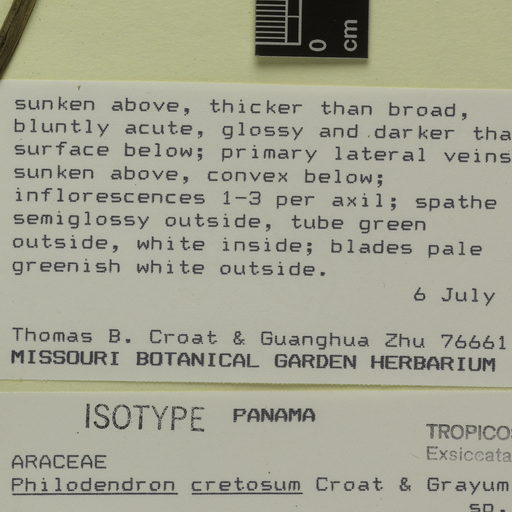 0 cm
sunken above, thicker than broad,
bluntly acute, glossy and darker tha
surface below; primary lateral veins
sunken above, convex below;
inflorescences 1-3 per axil; spathe
semiglossy outside, tube green
outside, white inside; blades pale
greenish white outside.
6 July
Thomas B. Croat & Guanghua Zhu 76661
MISSOURI BOTANICAL GARDEN HERBARIUM
ISOTYPE PANAMA
TROPICOS
Exsiccata
ARACEAE
Philodendron cretosum Croat & Grayum
sp.